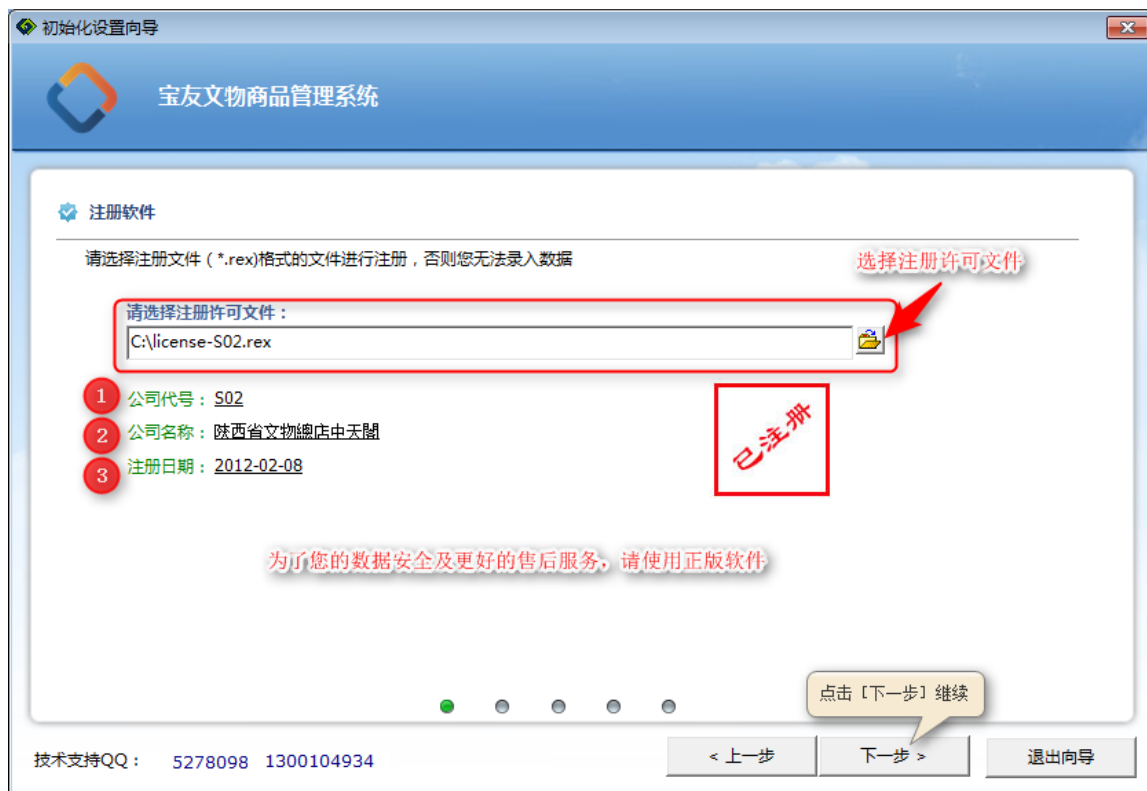 初始化设置向导
宝友文物商品管理系统
注册软件
请选择注册文件（*.rex)格式的文件进行注册，否则您无法录入数据
选择注册许可文件
请选择注册许可文件：
C:\license-S02.rex
1 公司代号： S02
2 公司名称： 陕西省文物總店中天閣
3 注册日期： 2012-02-08
已注册
为了您的数据安全及更好的售后服务，请使用正版软件
点击［下一步］继续
技术支持QQ： 5278098 1300104934
< 上一步 下一步 > 退出向导